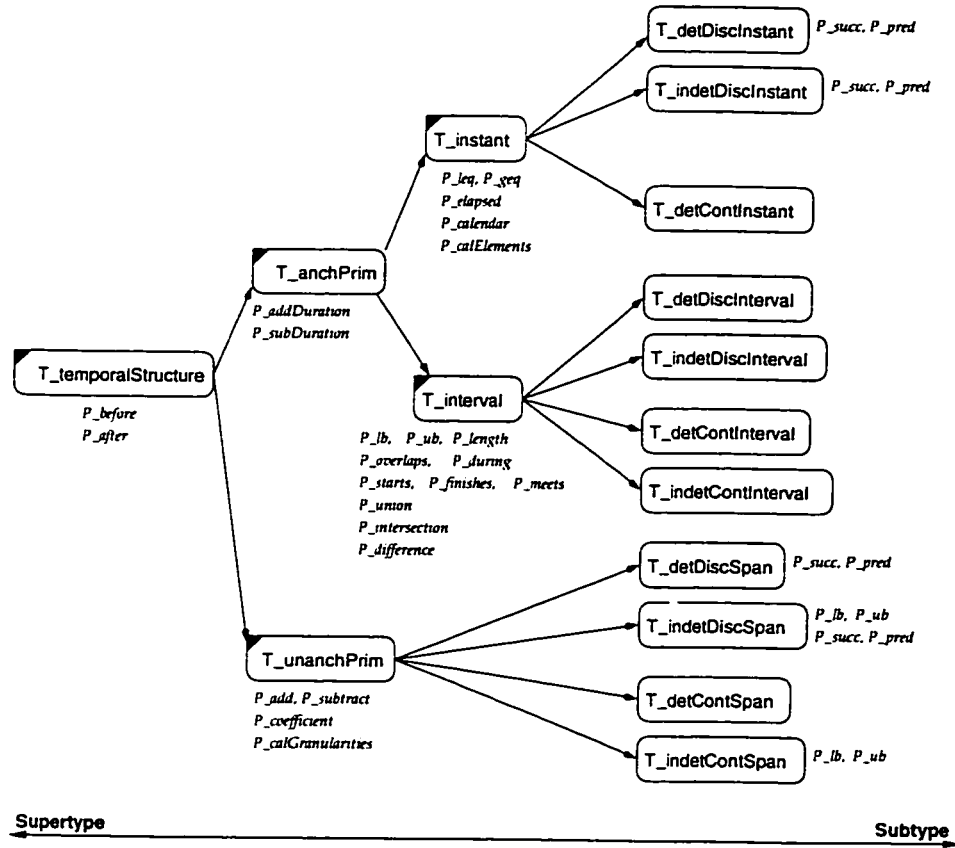 T_detDiscInstant P_succ, P_pred
T_indetDiscInstant P_succ, P_pred
T_instant
P_leq, P_geq
P_elapsed
P_calendar
P_calElements
T_detContInstant
T_anchPrim
P_addDuration
P_subDuration
T_detDiscInterval
T_indetDiscInterval
T_temporalStructure
P_before
P_after
T_interval
P_lb, P_ub, P_length
P_overlaps, P_during
P_starts, P_finishes, P_meets
P_union
P_intersection
P_difference
T_detContInterval
T_indetContInterval
T_detDiscSpan P_succ, P_pred
T_indetDiscSpan P_lb, P_ub
P_succ, P_pred
T_unanchPrim
P_add, P_subtract
P_coefficient
P_calGranularities
T_detContSpan
T_indetContSpan P_lb, P_ub
Supertype Subtype